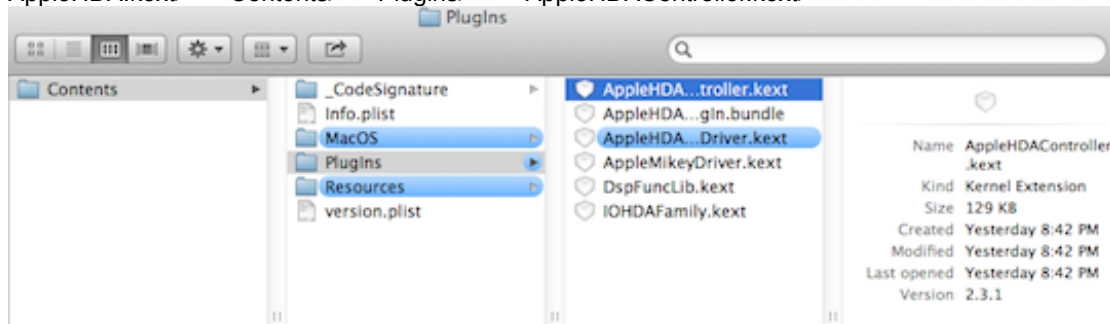 PlugIns
Contents
_CodeSignature
Info.plist
MacOS
PlugIns
Resources
version.plist
AppleHDA...troller.kext
AppleHDA...gIn.bundle
AppleHDA...Driver.kext
AppleMikeyDriver.kext
DspFuncLib.kext
IOHDAFamily.kext
Name AppleHDAController
.kext
Kind Kernel Extension
Size 129 KB
Created Yesterday 8:42 PM
Modified Yesterday 8:42 PM
Last opened Yesterday 8:42 PM
Version 2.3.1